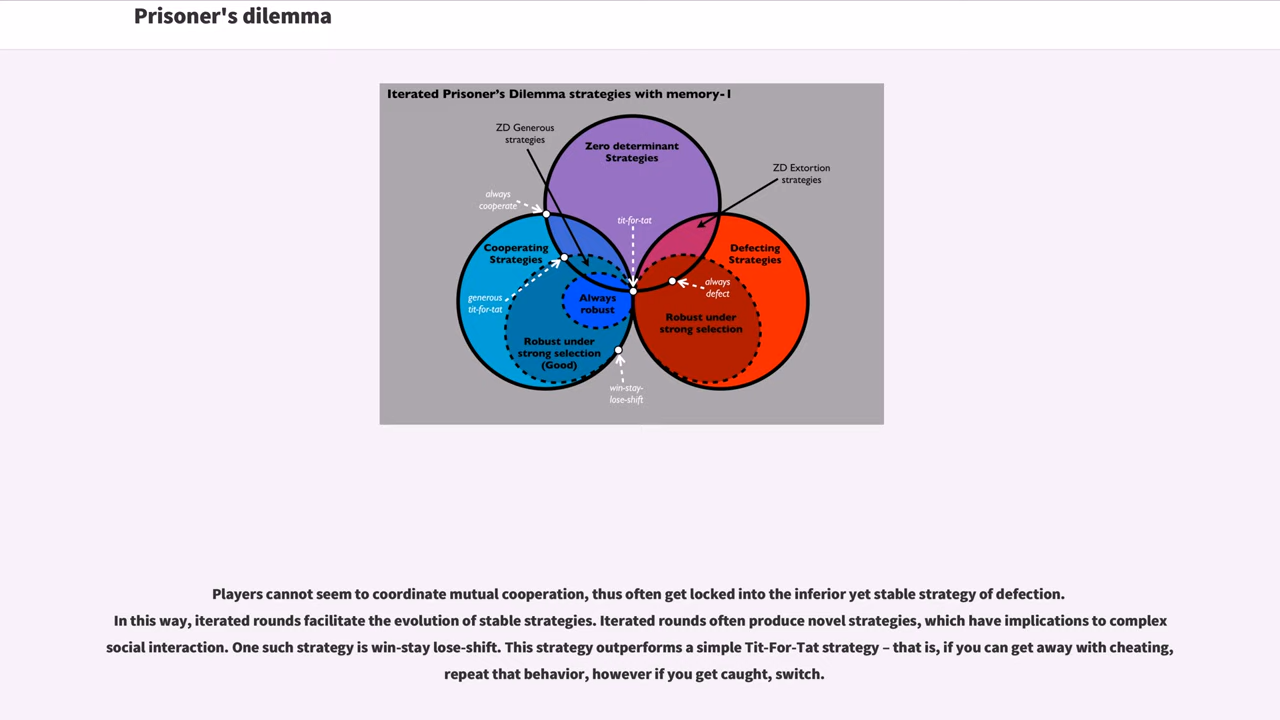 Prisoner's dilemma
Iterated Prisoner's Dilemma strategies with memory-1
ZD Generous
strategies
Zero determinant
Strategies
ZD Extortion
strategies
always
cooperate
tit-for-tat
Cooperating
Strategies
Defecting
Strategies
generous
tit-for-tat
Always
robust
always
defect
Robust under
strong selection
Robust under
strong selection
(Good)
win-stay-
lose-shift
Players cannot seem to coordinate mutual cooperation, thus often get locked into the inferior yet stable strategy of defection.
In this way, iterated rounds facilitate the evolution of stable strategies. Iterated rounds often produce novel strategies, which have implications to complex
social interaction. One such strategy is win-stay lose-shift. This strategy outperforms a simple Tit-For-Tat strategy – that is, if you can get away with cheating,
repeat that behavior, however if you get caught, switch.